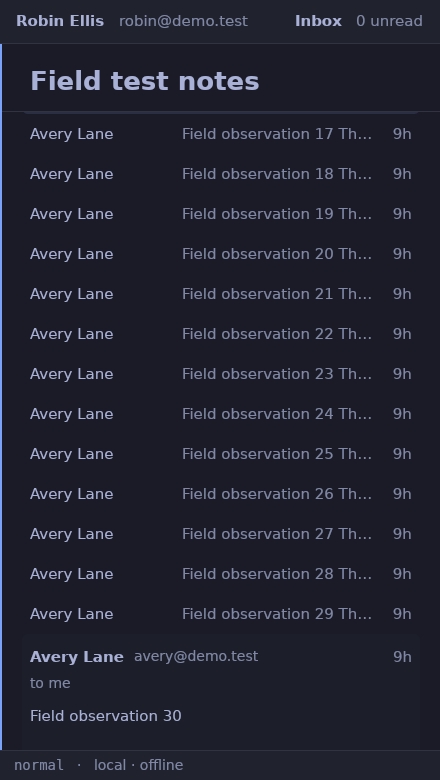 Robin Ellis robin@demo.test Inbox 0 unread
Field test notes
Avery Lane Field observation 17 Th… 9h
Avery Lane Field observation 18 Th… 9h
Avery Lane Field observation 19 Th… 9h
Avery Lane Field observation 20 Th… 9h
Avery Lane Field observation 21 Th… 9h
Avery Lane Field observation 22 Th… 9h
Avery Lane Field observation 23 Th… 9h
Avery Lane Field observation 24 Th… 9h
Avery Lane Field observation 25 Th… 9h
Avery Lane Field observation 26 Th… 9h
Avery Lane Field observation 27 Th… 9h
Avery Lane Field observation 28 Th… 9h
Avery Lane Field observation 29 Th… 9h
Avery Lane avery@demo.test 9h
to me
Field observation 30
normal · local · offline